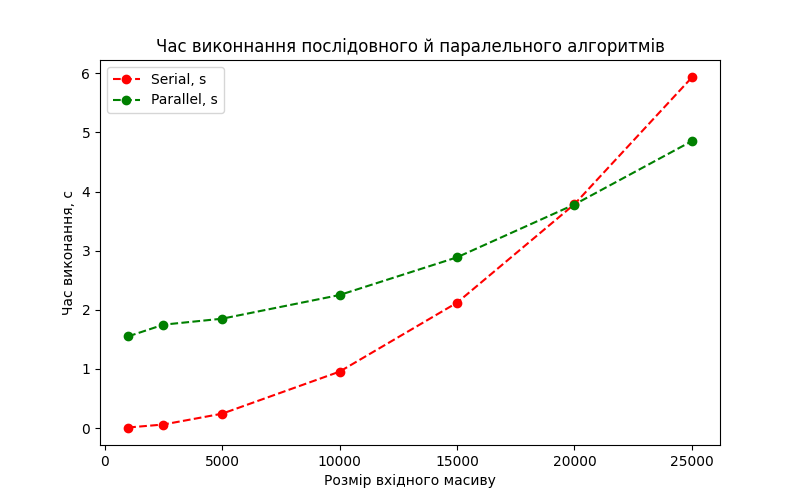 Час виконнання послідовного й паралельного алгоритмів
Serial, s
Parallel, s
6
5
4
3
2
1
0
Час виконання, с
0 5000 10000 15000 20000 25000
Розмір вхідного масиву